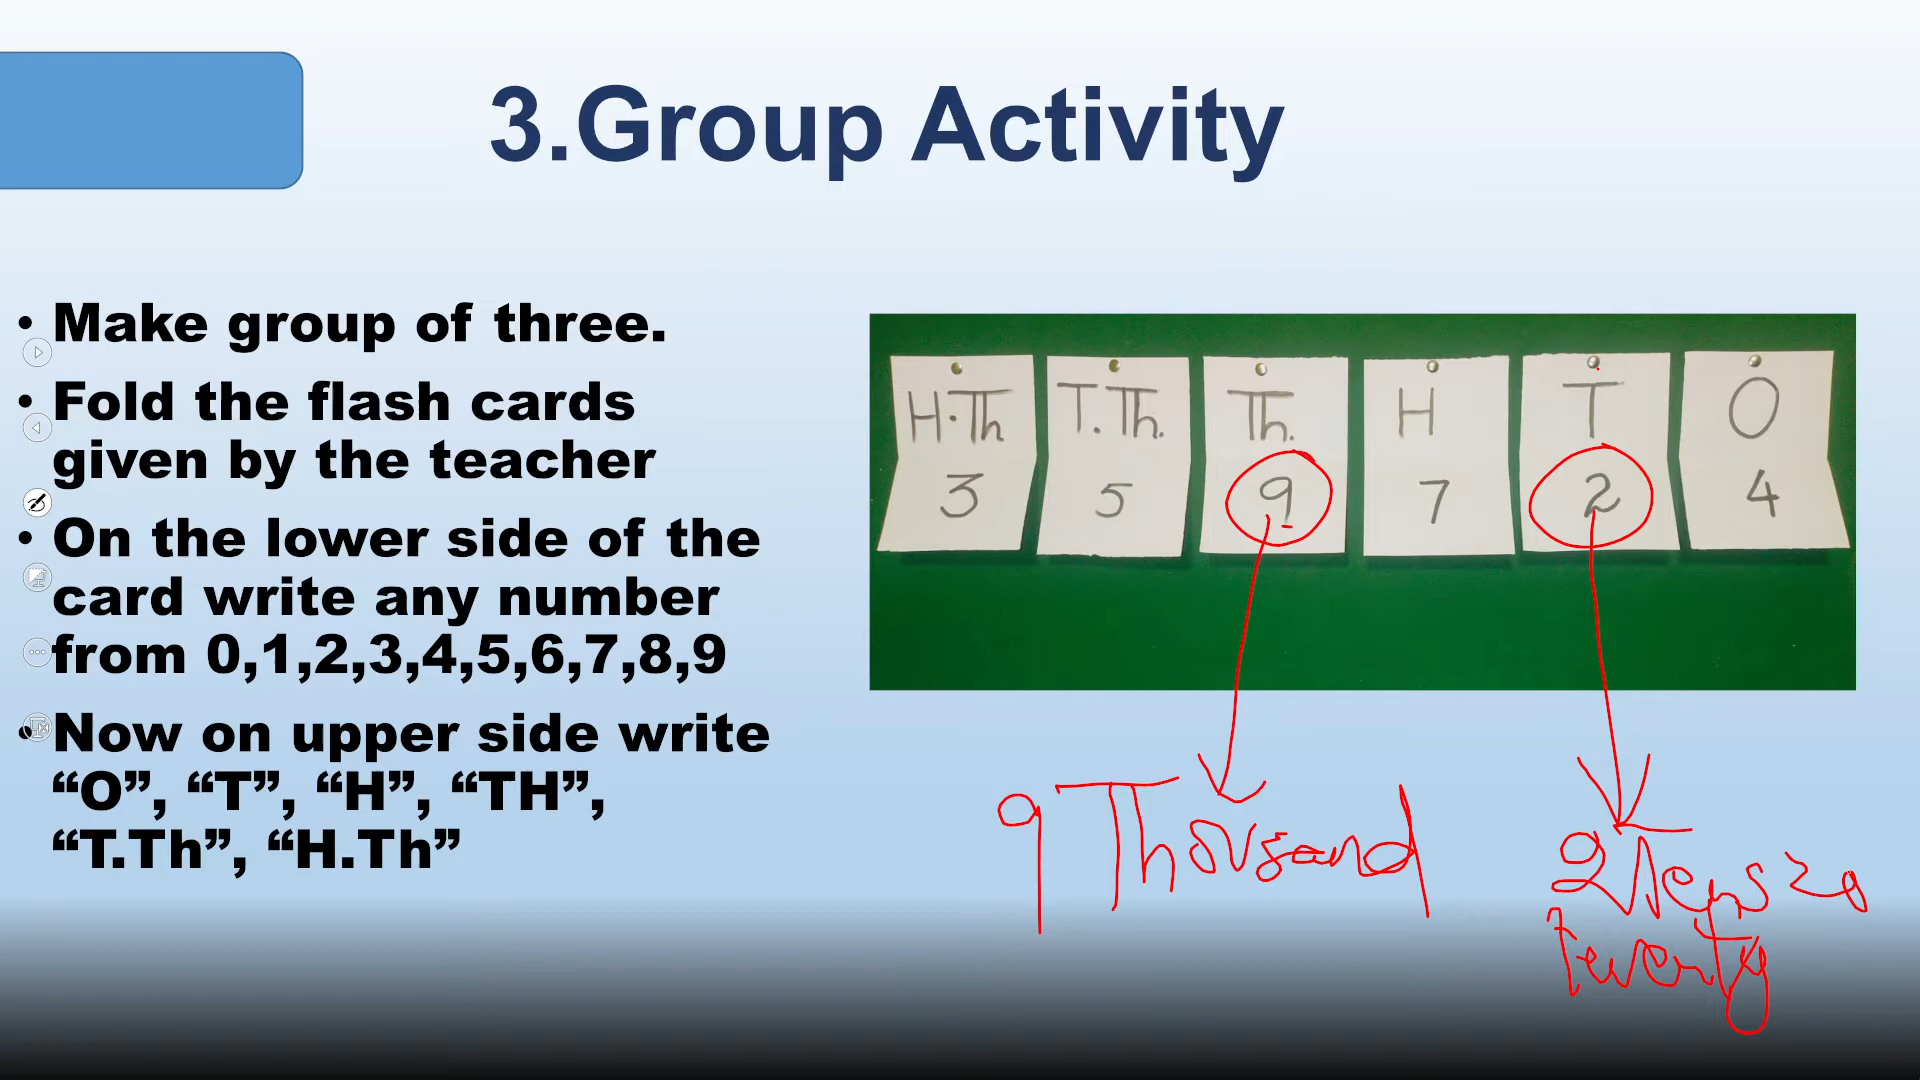 3.Group Activity
• Make group of three.
• Fold the flash cards
given by the teacher
• On the lower side of the
card write any number
from 0,1,2,3,4,5,6,7,8,9
• Now on upper side write
“O”, “T”, “H”, “TH”,
“T.Th”, “H.Th”
H.Th T.Th. Th. H T O
3 5 9 7 2 4
9 Thousand
2 Tens 20
twenty